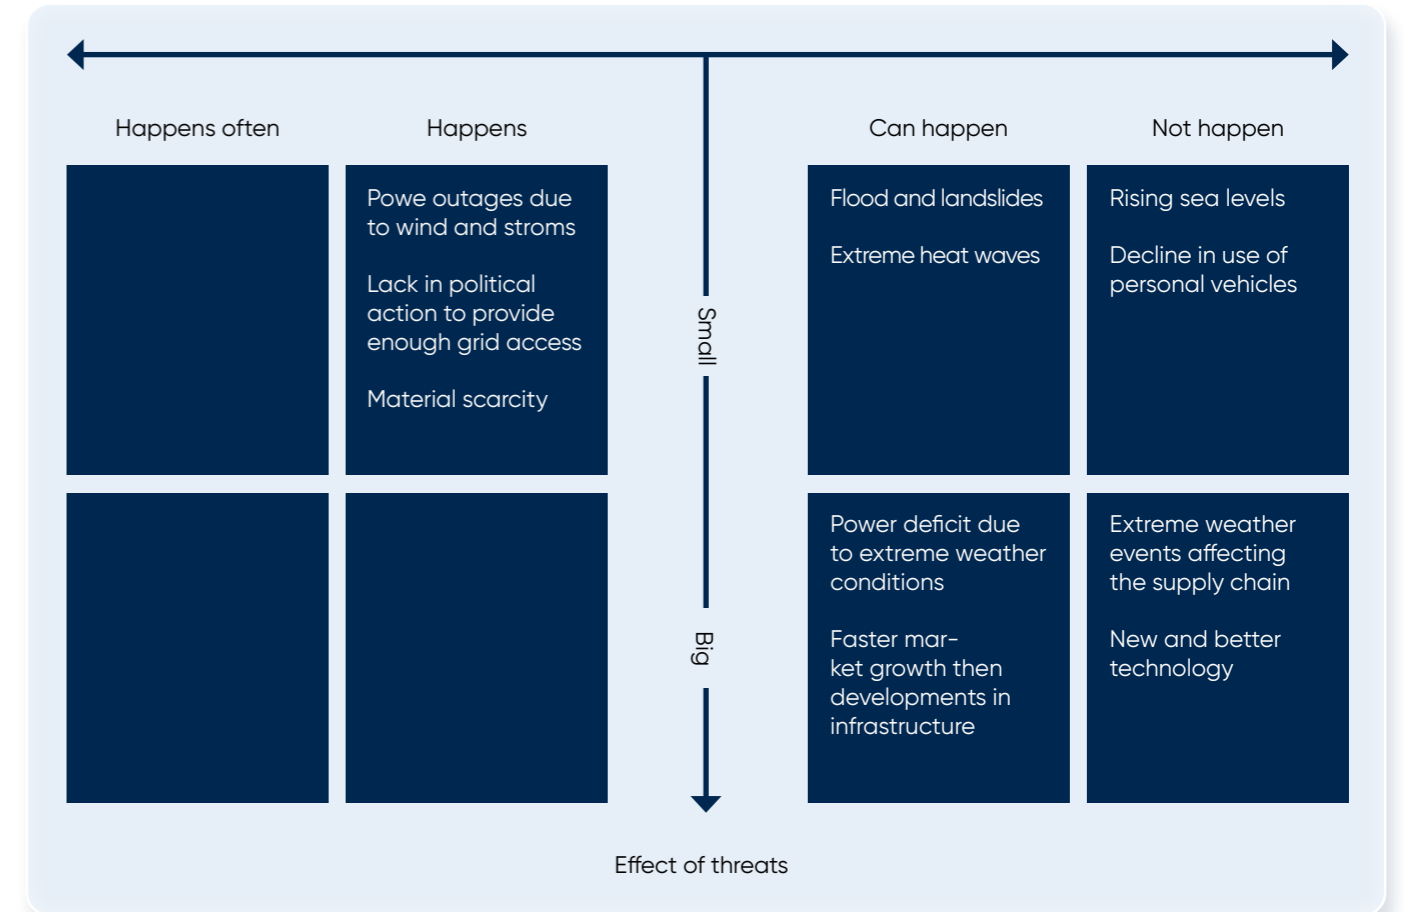 Happens often
Happens
Can happen
Not happen
Powe outages due
to wind and stroms
Lack in political
action to provide
enough grid access
Material scarcity
Small
Flood and landslides
Extreme heat waves
Rising sea levels
Decline in use of
personal vehicles
Big
Power deficit due
to extreme weather
conditions
Faster mar-
ket growth then
developments in
infrastructure
Extreme weather
events affecting
the supply chain
New and better
technology
Effect of threats